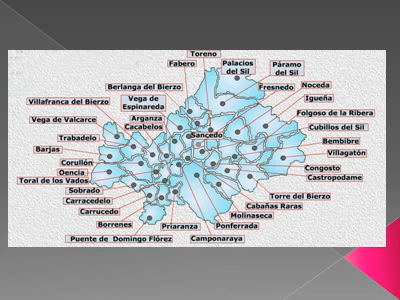 Toreno
Fabero
Palacios
del Sil
Páramo
del Sil
Berlanga del Bierzo
Fresnedo
Noceda
Villafranca del Bierzo
Vega de
Espinareda
Igueña
Vega de Valcarce
Arganza
Folgoso de la Ribera
Cacabelos
Cubillos del Sil
Trabadelo
Sancedo
Bembibre
Barjas
Villagatón
Corullón
Congosto
Oencia
Castropodame
Toral de los Vados
Sobrado
Torre del Bierzo
Carracedelo
Cabañas Raras
Carrucedo
Molinaseca
Borrenes
Priaranza
Ponferrada
Puente de Domingo Flórez
Camponaraya